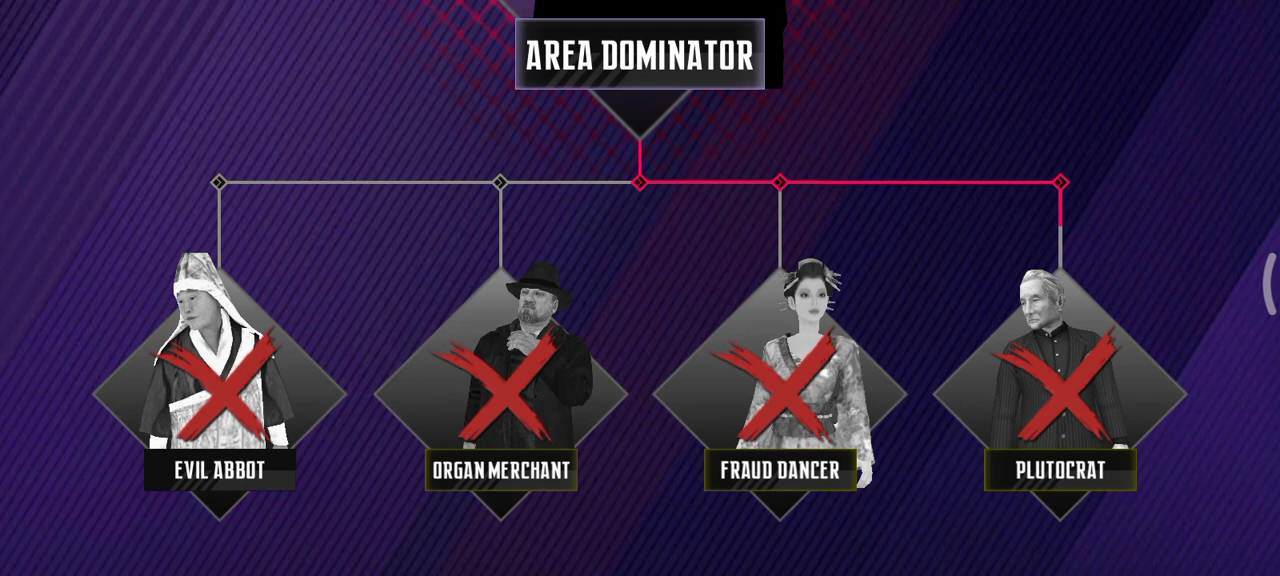 AREA DOMINATOR
EVIL ABBOT
ORGAN MERCHANT
FRAUD DANCER
PLUTOCRAT